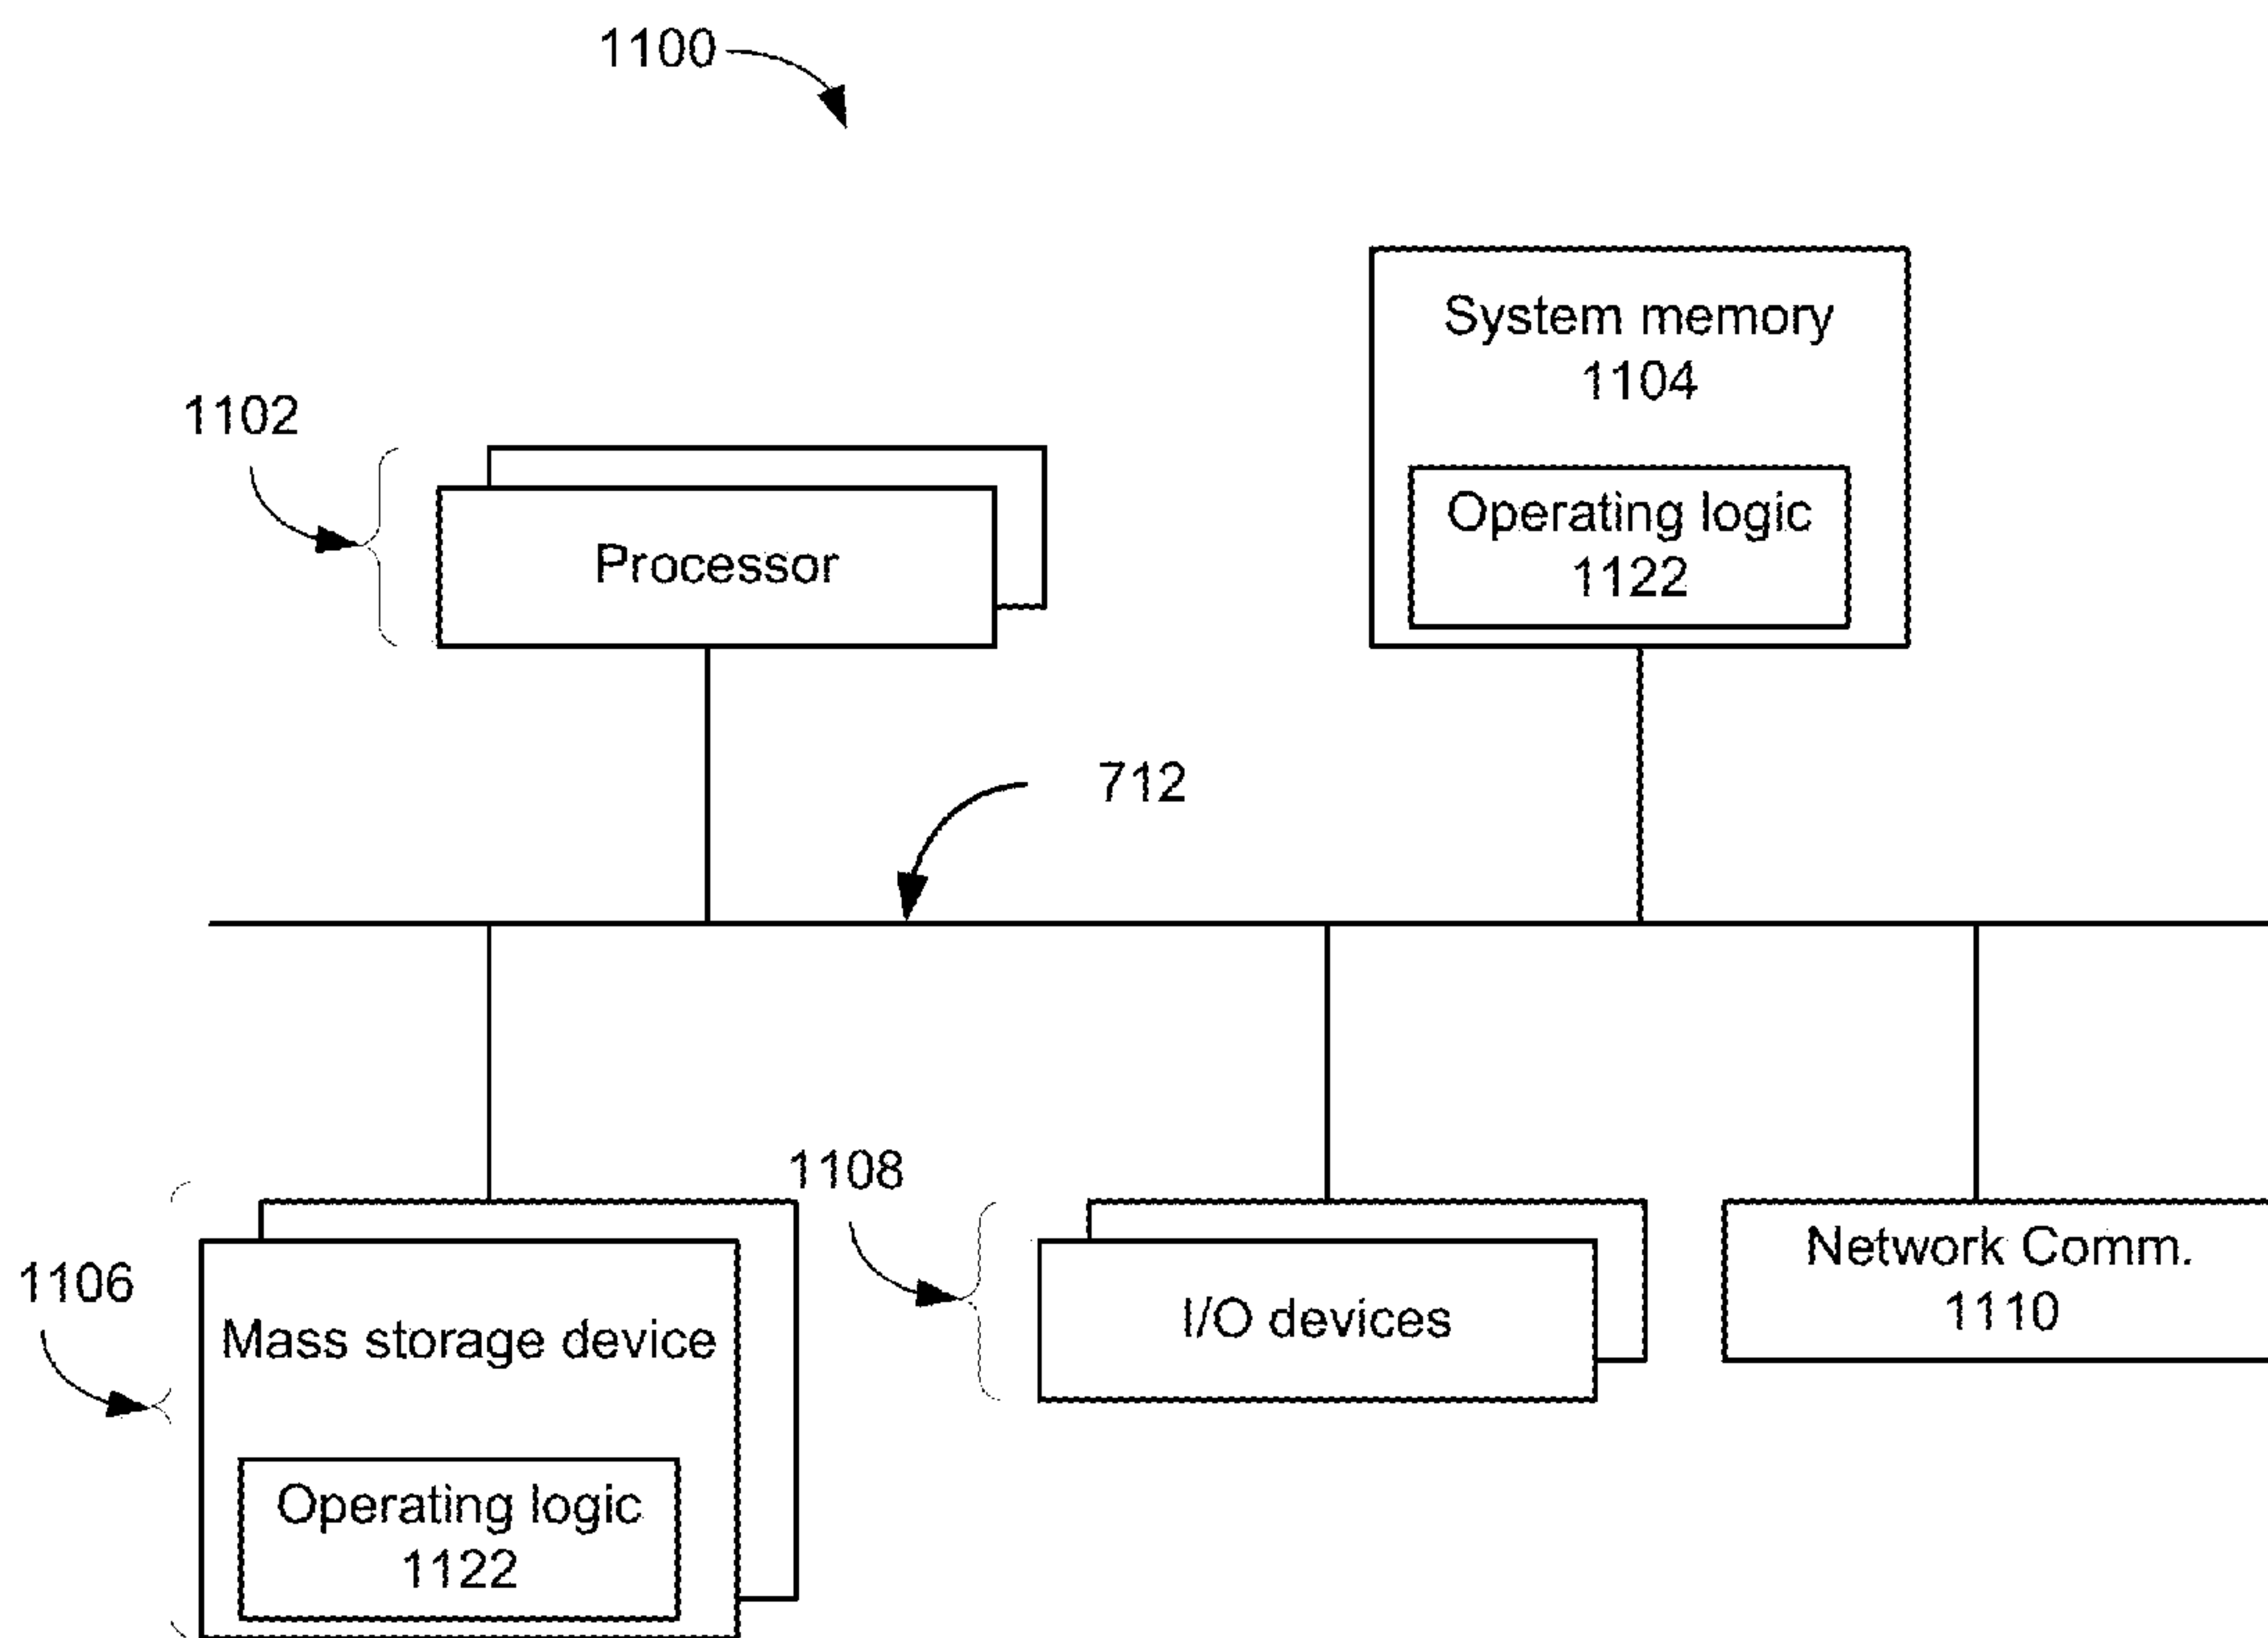 1100
System memory
1104
1102
Operating logic
1122
Processor
712
1108
Network Comm.
1110
1106
I/O devices
Mass storage device
Operating logic
1122